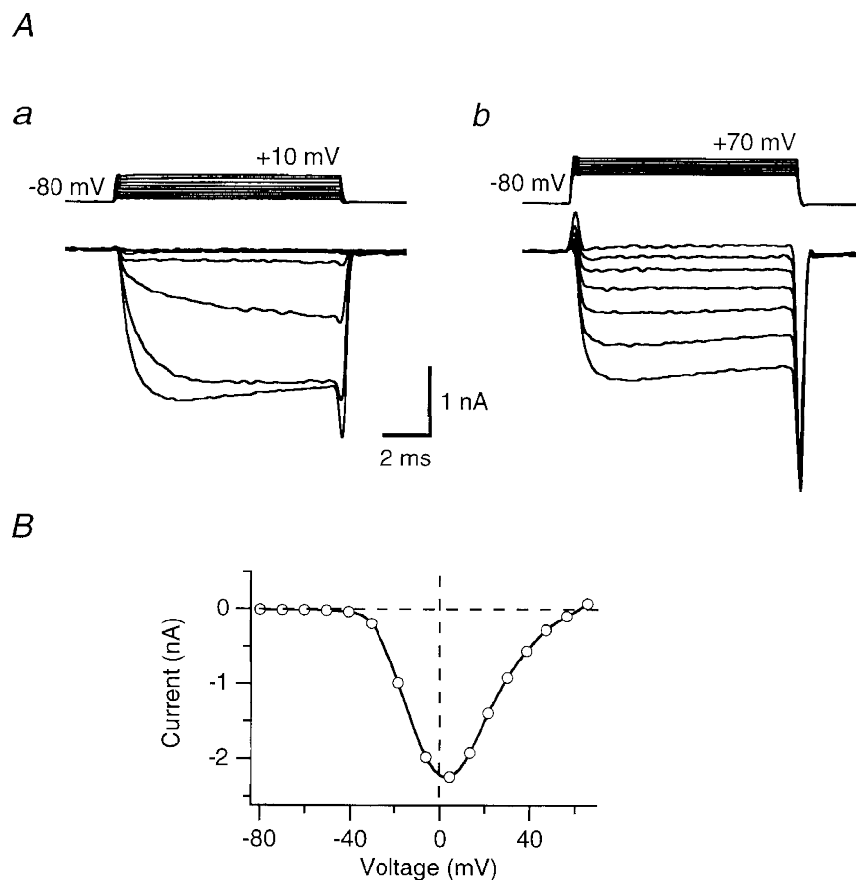 A
a
b
+10 mV
-80 mV
+70 mV
-80 mV
1 nA
2 ms
B
0
-1
-2
Current (nA)
-80
-40
0
40
Voltage (mV)